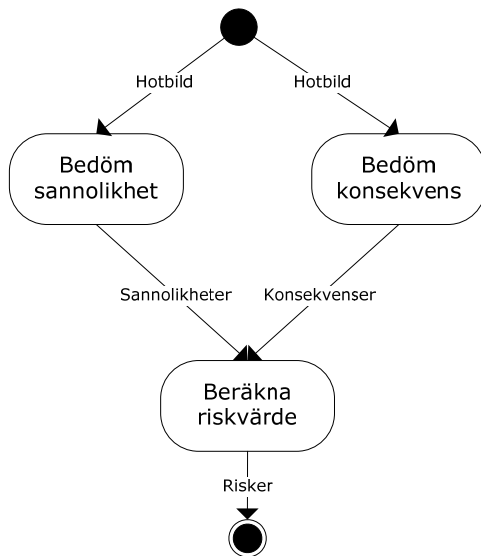 Hotbild
Hotbild
Bedöm
sannolikhet
Bedöm
konsekvens
Sannolikheter
Konsekvenser
Beräkna
riskvärde
Risker